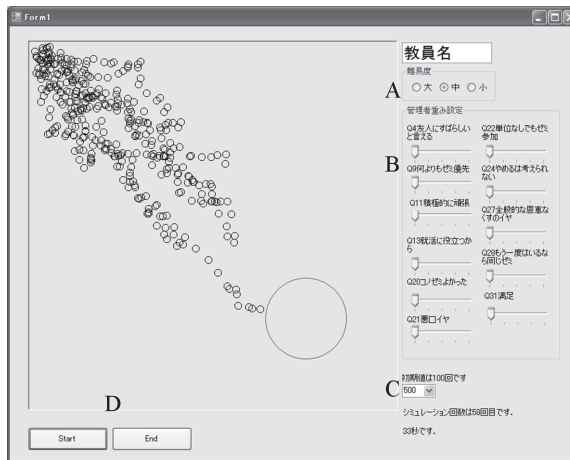 Form1
教員名
難易度
A
大 中 小
管理者重み設定
B
Q4友人にすばらしい
と言える
Q9何よりもゼミ優先
Q11積極的に頑張
Q13就活に役立つか
ら
Q20コノゼミよかった
Q21悪口イヤ
Q22単位なしでもゼミ
参加
Q24やめるは考えられ
ない
Q27全般的な恩恵な
くすのイヤ
Q28もう一度はいるな
ら同じゼミ
Q31満足
初期値は100回です
C
500
シミュレーション回数は58回目です.
33秒です.
D
Start
End